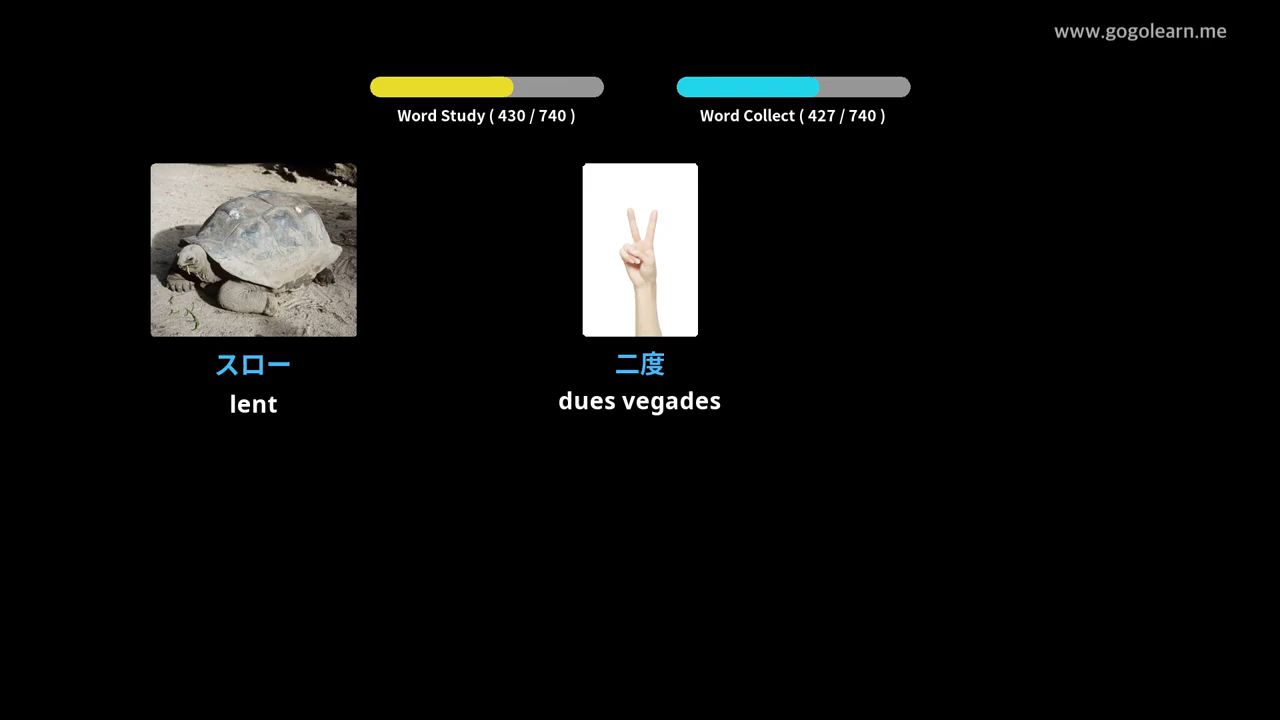 www.gogolearn.me
Word Study ( 430 / 740 )
Word Collect ( 427 / 740 )
スロー
lent
二度
dues vegades